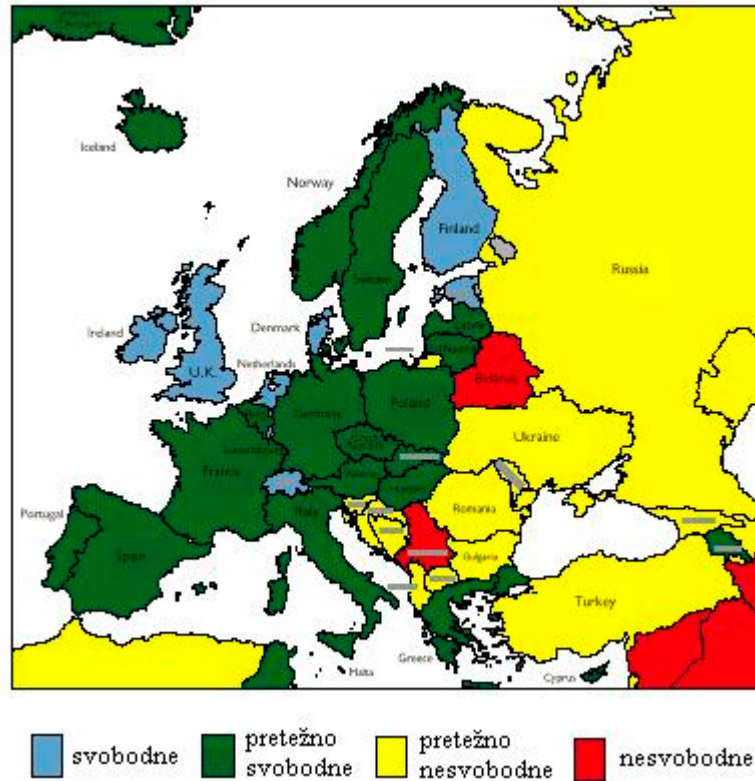 Iceland
Norway
Finland
Sweden
Russia
Ireland
Denmark
Latvia
U.K.
Netherlands
Belarus
Germany
Poland
Ukraine
France
Romania
Portugal
Italy
Spain
Bulgaria
Turkey
Greece
Malta
Cyprus
svobodne
pretežno
svobodne
pretežno
nesvobodne
nesvobodne